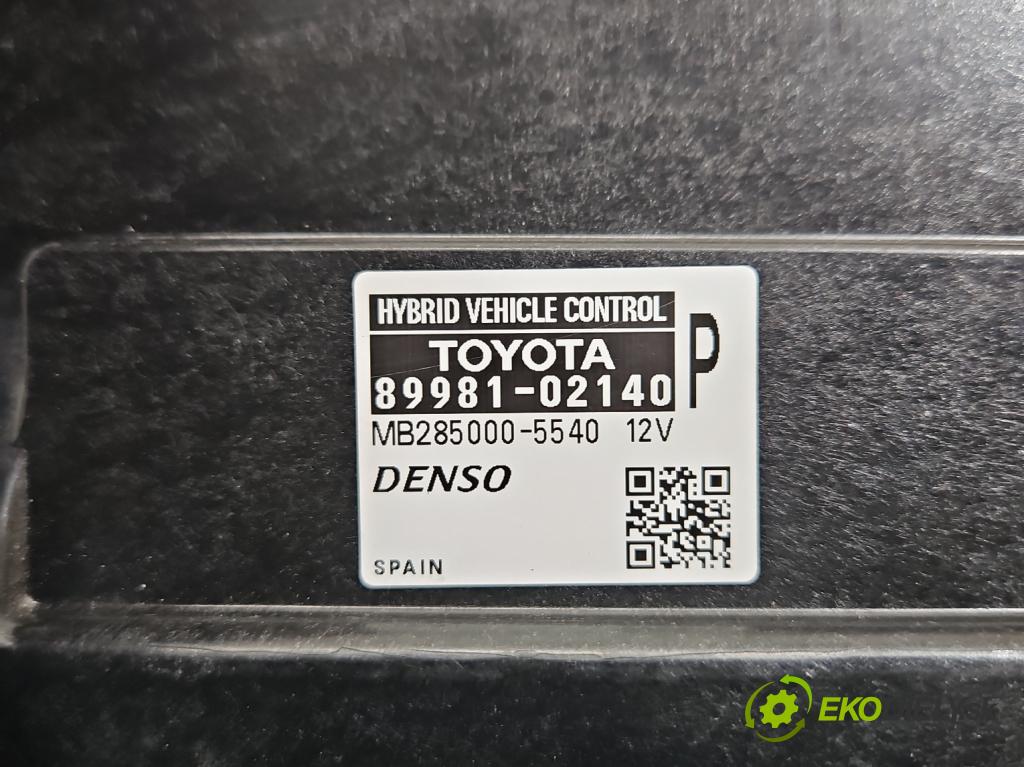 HYBRID VEHICLE CONTROL
TOYOTA
89981-02140
P
MB285000-5540 12V
DENSO
SPAIN
EKO